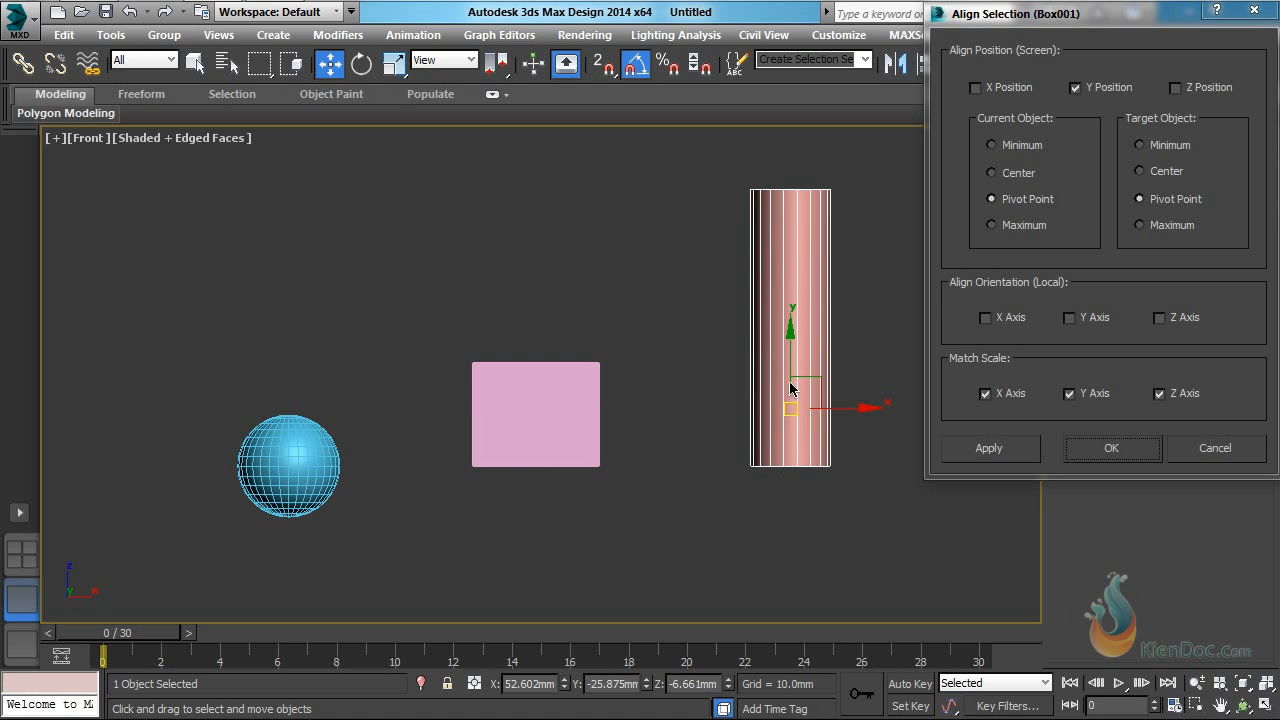 MXD
Workspace: Default
Autodesk 3ds Max Design 2014 x64
Untitled
Type a keyword or
Align Selection (Box001)
?
Edit
Tools
Group
Views
Create
Modifiers
Animation
Graph Editors
Rendering
Lighting Analysis
Civil View
Customize
MAXS
All
View
2
ABC
Create Selection Se
Modeling
Freeform
Selection
Object Paint
Populate
Polygon Modeling
[+][Front][Shaded + Edged Faces]
Align Position (Screen):
X Position
Y Position
Z Position
Current Object:
Target Object:
Minimum
Minimum
Center
Center
Pivot Point
Pivot Point
Maximum
Maximum
Align Orientation (Local):
X Axis
Y Axis
Z Axis
Match Scale:
X Axis
Y Axis
Z Axis
Apply
OK
Cancel
y
x
z
y
x
KienDoc.com
<
0 / 30
>
0
2
4
6
8
10
12
14
16
18
20
22
24
26
28
30
1 Object Selected
X:
52.602mm
Y:
-25.875mm
Z:
-6.661mm
Grid = 10.0mm
Auto Key
Selected
Welcome to MA
Click and drag to select and move objects
Add Time Tag
Set Key
Key Filters...
0